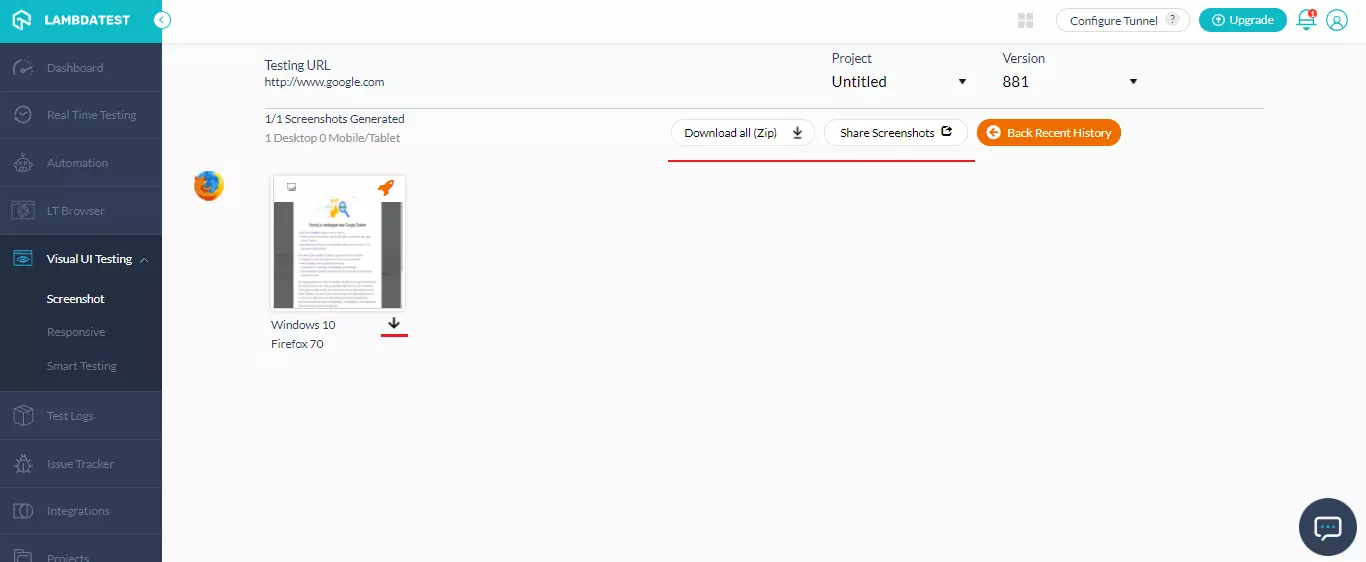 LAMBDATEST
Configure Tunnel ?
Upgrade
1
Dashboard
Real Time Testing
Automation
LT Browser
Visual UI Testing
Screenshot
Responsive
Smart Testing
Test Logs
Issue Tracker
Integrations
Projects
Testing URL
http://www.google.com
Project
Untitled
Version
881
1/1 Screenshots Generated
1 Desktop 0 Mobile/Tablet
Download all (Zip)
Share Screenshots
Back Recent History
Windows 10
Firefox 70